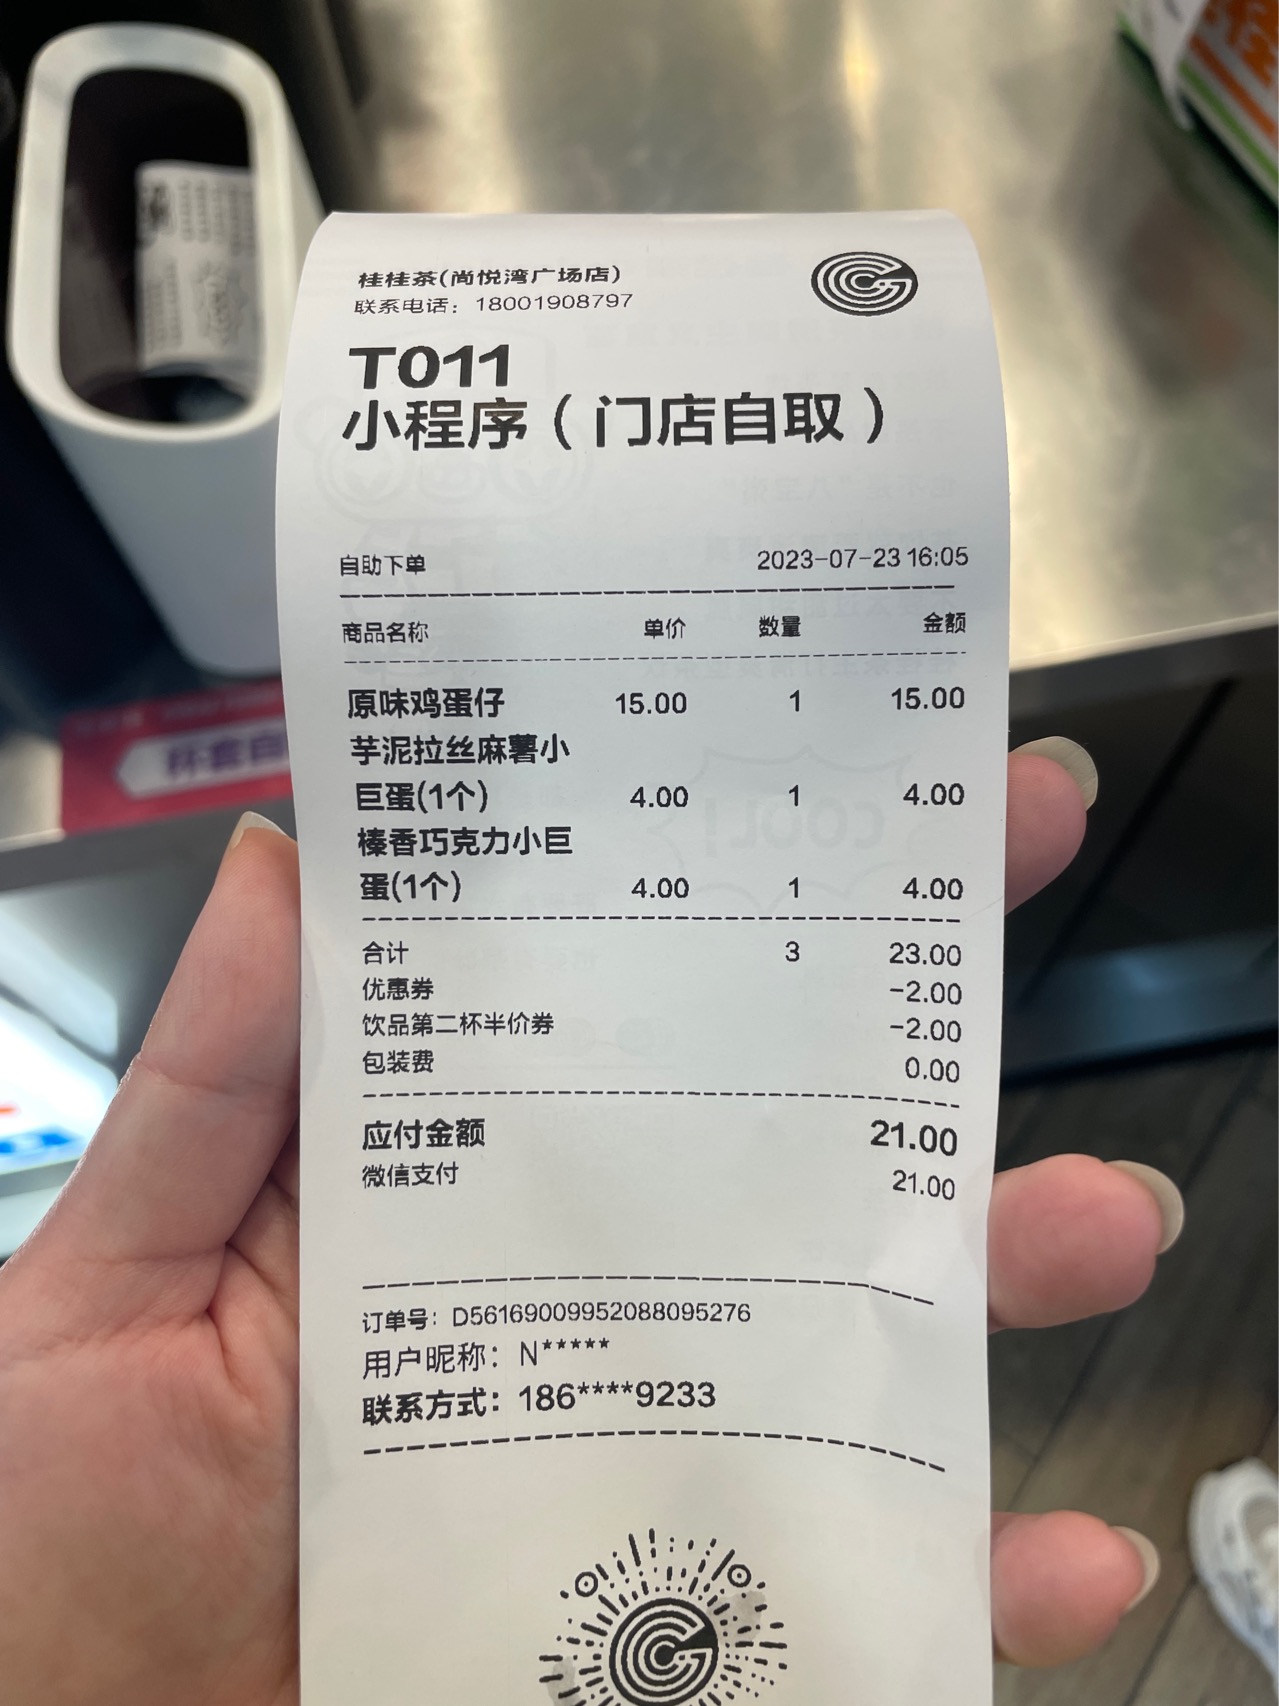 桂桂茶(尚悦湾广场店)
联系电话：18001908797
T011
小程序（门店自取）
自助下单 2023-07-23 16:05
商品名称 单价 数量 金额
原味鸡蛋仔 15.00 1 15.00
芋泥拉丝麻薯小
巨蛋(1个) 4.00 1 4.00
榛香巧克力小巨
蛋(1个) 4.00 1 4.00
合计 3 23.00
优惠券 -2.00
饮品第二杯半价券 -2.00
包装费 0.00
应付金额 21.00
微信支付 21.00
订单号：D56169009952088095276
用户昵称：N*****
联系方式：186****9233
杯套自
COOL!